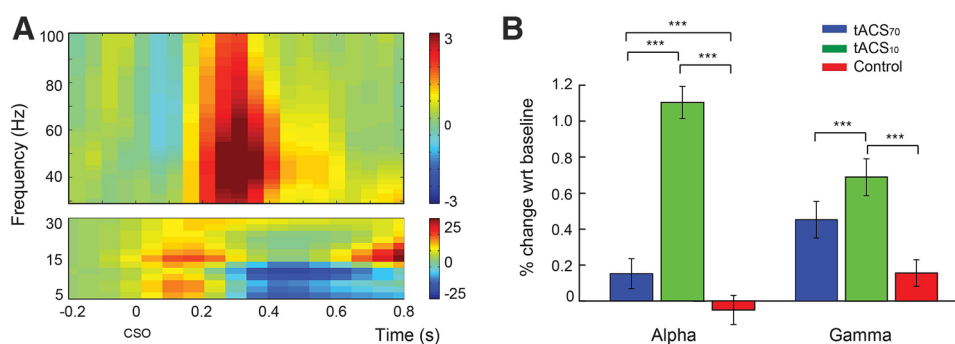 A
Frequency (Hz)
100
80
60
40
3
0
-3
30
15
5
25
0
-25
-0.2
0
0.2
0.4
0.6
0.8
CSO
Time (s)
B
tACS70
tACS10
Control
***
***
***
***
***
% change wrt baseline
1.2
1.0
0.8
0.6
0.4
0.2
0
Alpha
Gamma